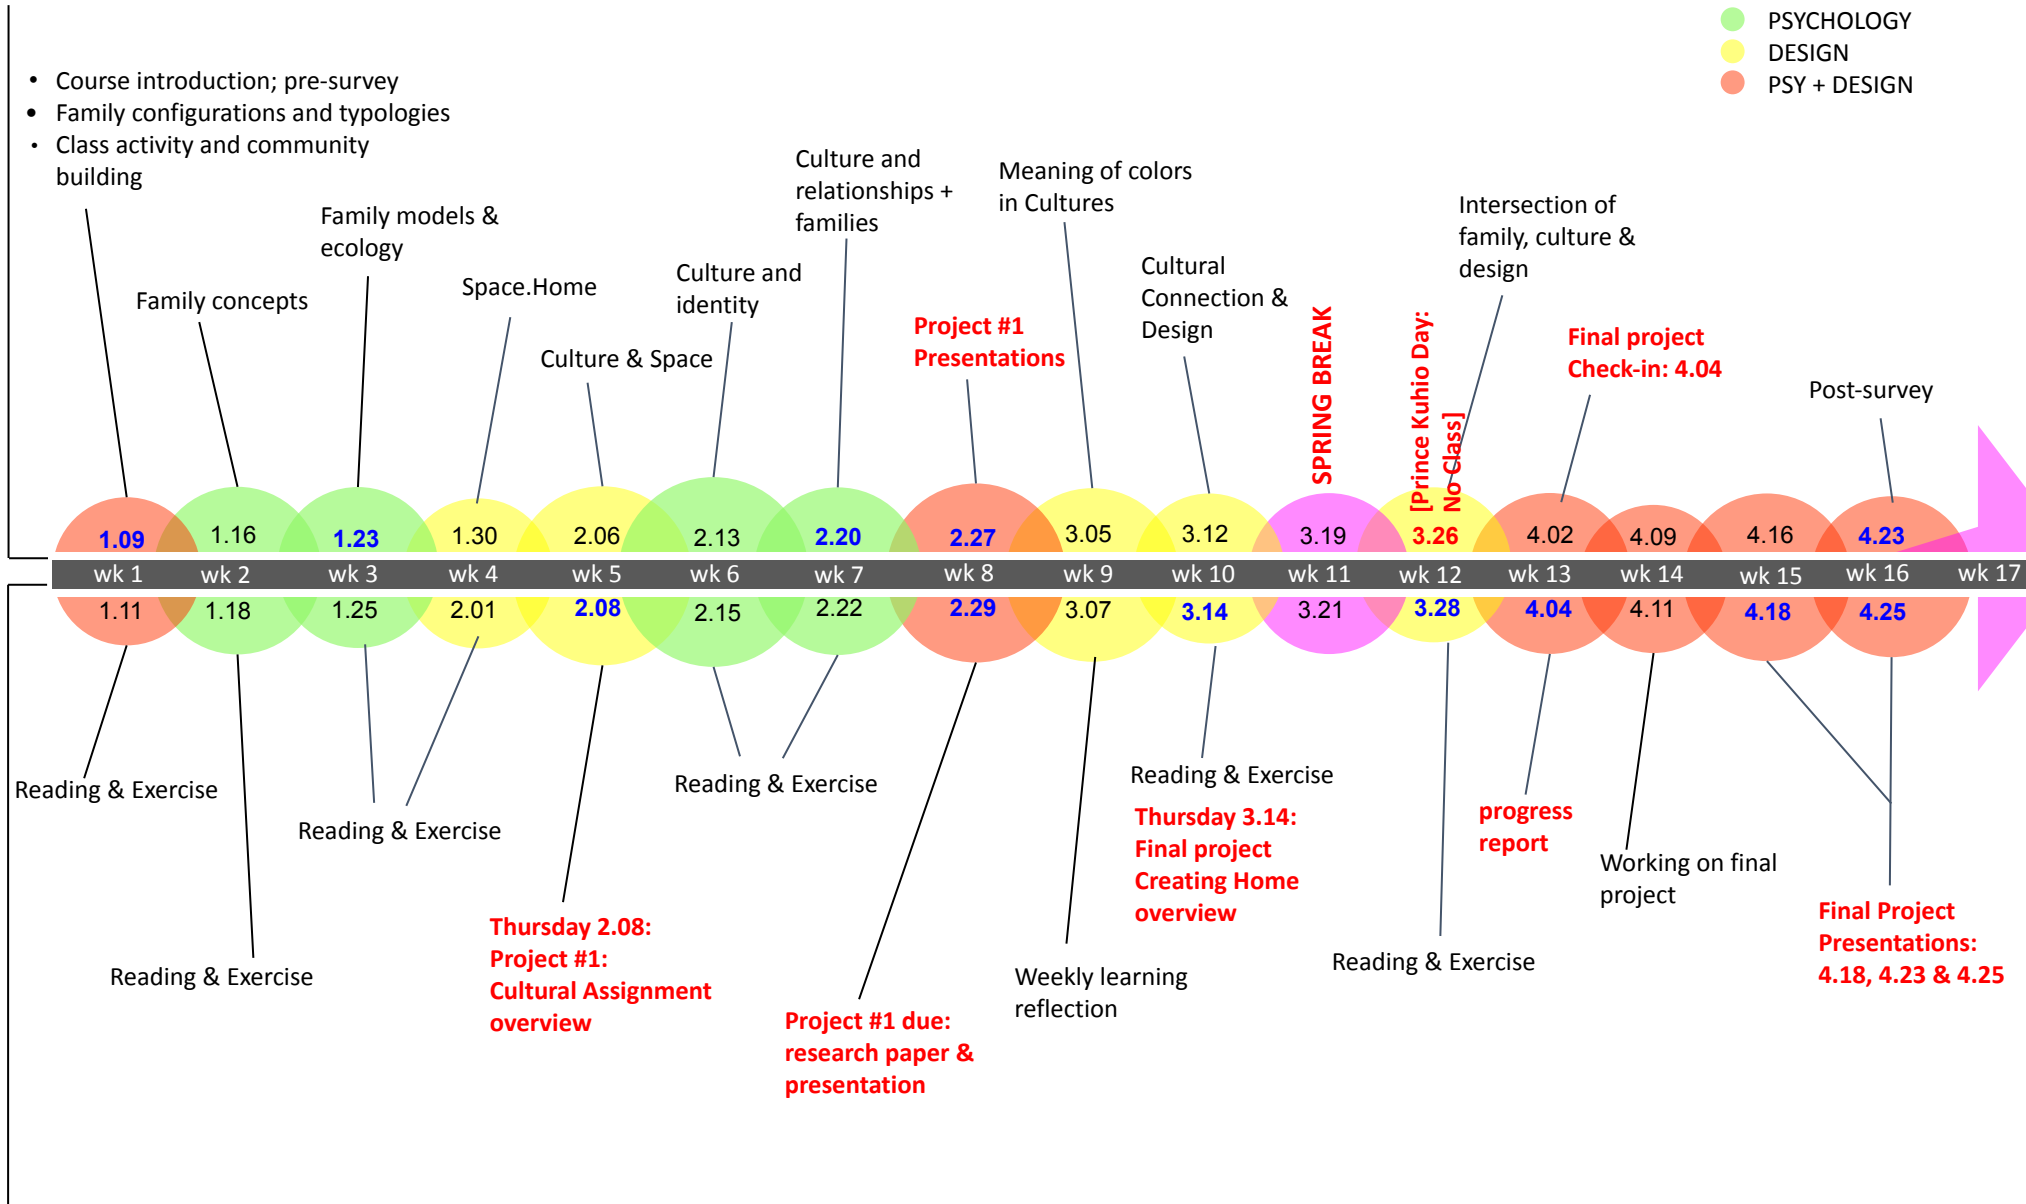 PSYCHOLOGY
DESIGN
PSY + DESIGN
• Course introduction; pre-survey
• Family configurations and typologies
• Class activity and community
building
Family concepts
Family models &
ecology
Space.Home
Culture & Space
Culture and
identity
Culture and
relationships +
families
Project #1
Presentations
Meaning of colors
in Cultures
Cultural
Connection &
Design
SPRING BREAK
[Prince Kuhio Day:
No Class]
Intersection of
family, culture &
design
Final project
Check-in: 4.04
Post-survey
1.09 1.16 1.23 1.30 2.06 2.13 2.20 2.27 3.05 3.12 3.19 3.26 4.02 4.09 4.16 4.23
wk 1 wk 2 wk 3 wk 4 wk 5 wk 6 wk 7 wk 8 wk 9 wk 10 wk 11 wk 12 wk 13 wk 14 wk 15 wk 16 wk 17
1.11 1.18 1.25 2.01 2.08 2.15 2.22 2.29 3.07 3.14 3.21 3.28 4.04 4.11 4.18 4.25
Reading & Exercise
Reading & Exercise
Reading & Exercise
Thursday 2.08:
Project #1:
Cultural Assignment
overview
Reading & Exercise
Project #1 due:
research paper &
presentation
Weekly learning
reflection
Reading & Exercise
Thursday 3.14:
Final project
Creating Home
overview
Reading & Exercise
progress
report
Working on final
project
Final Project
Presentations:
4.18, 4.23 & 4.25